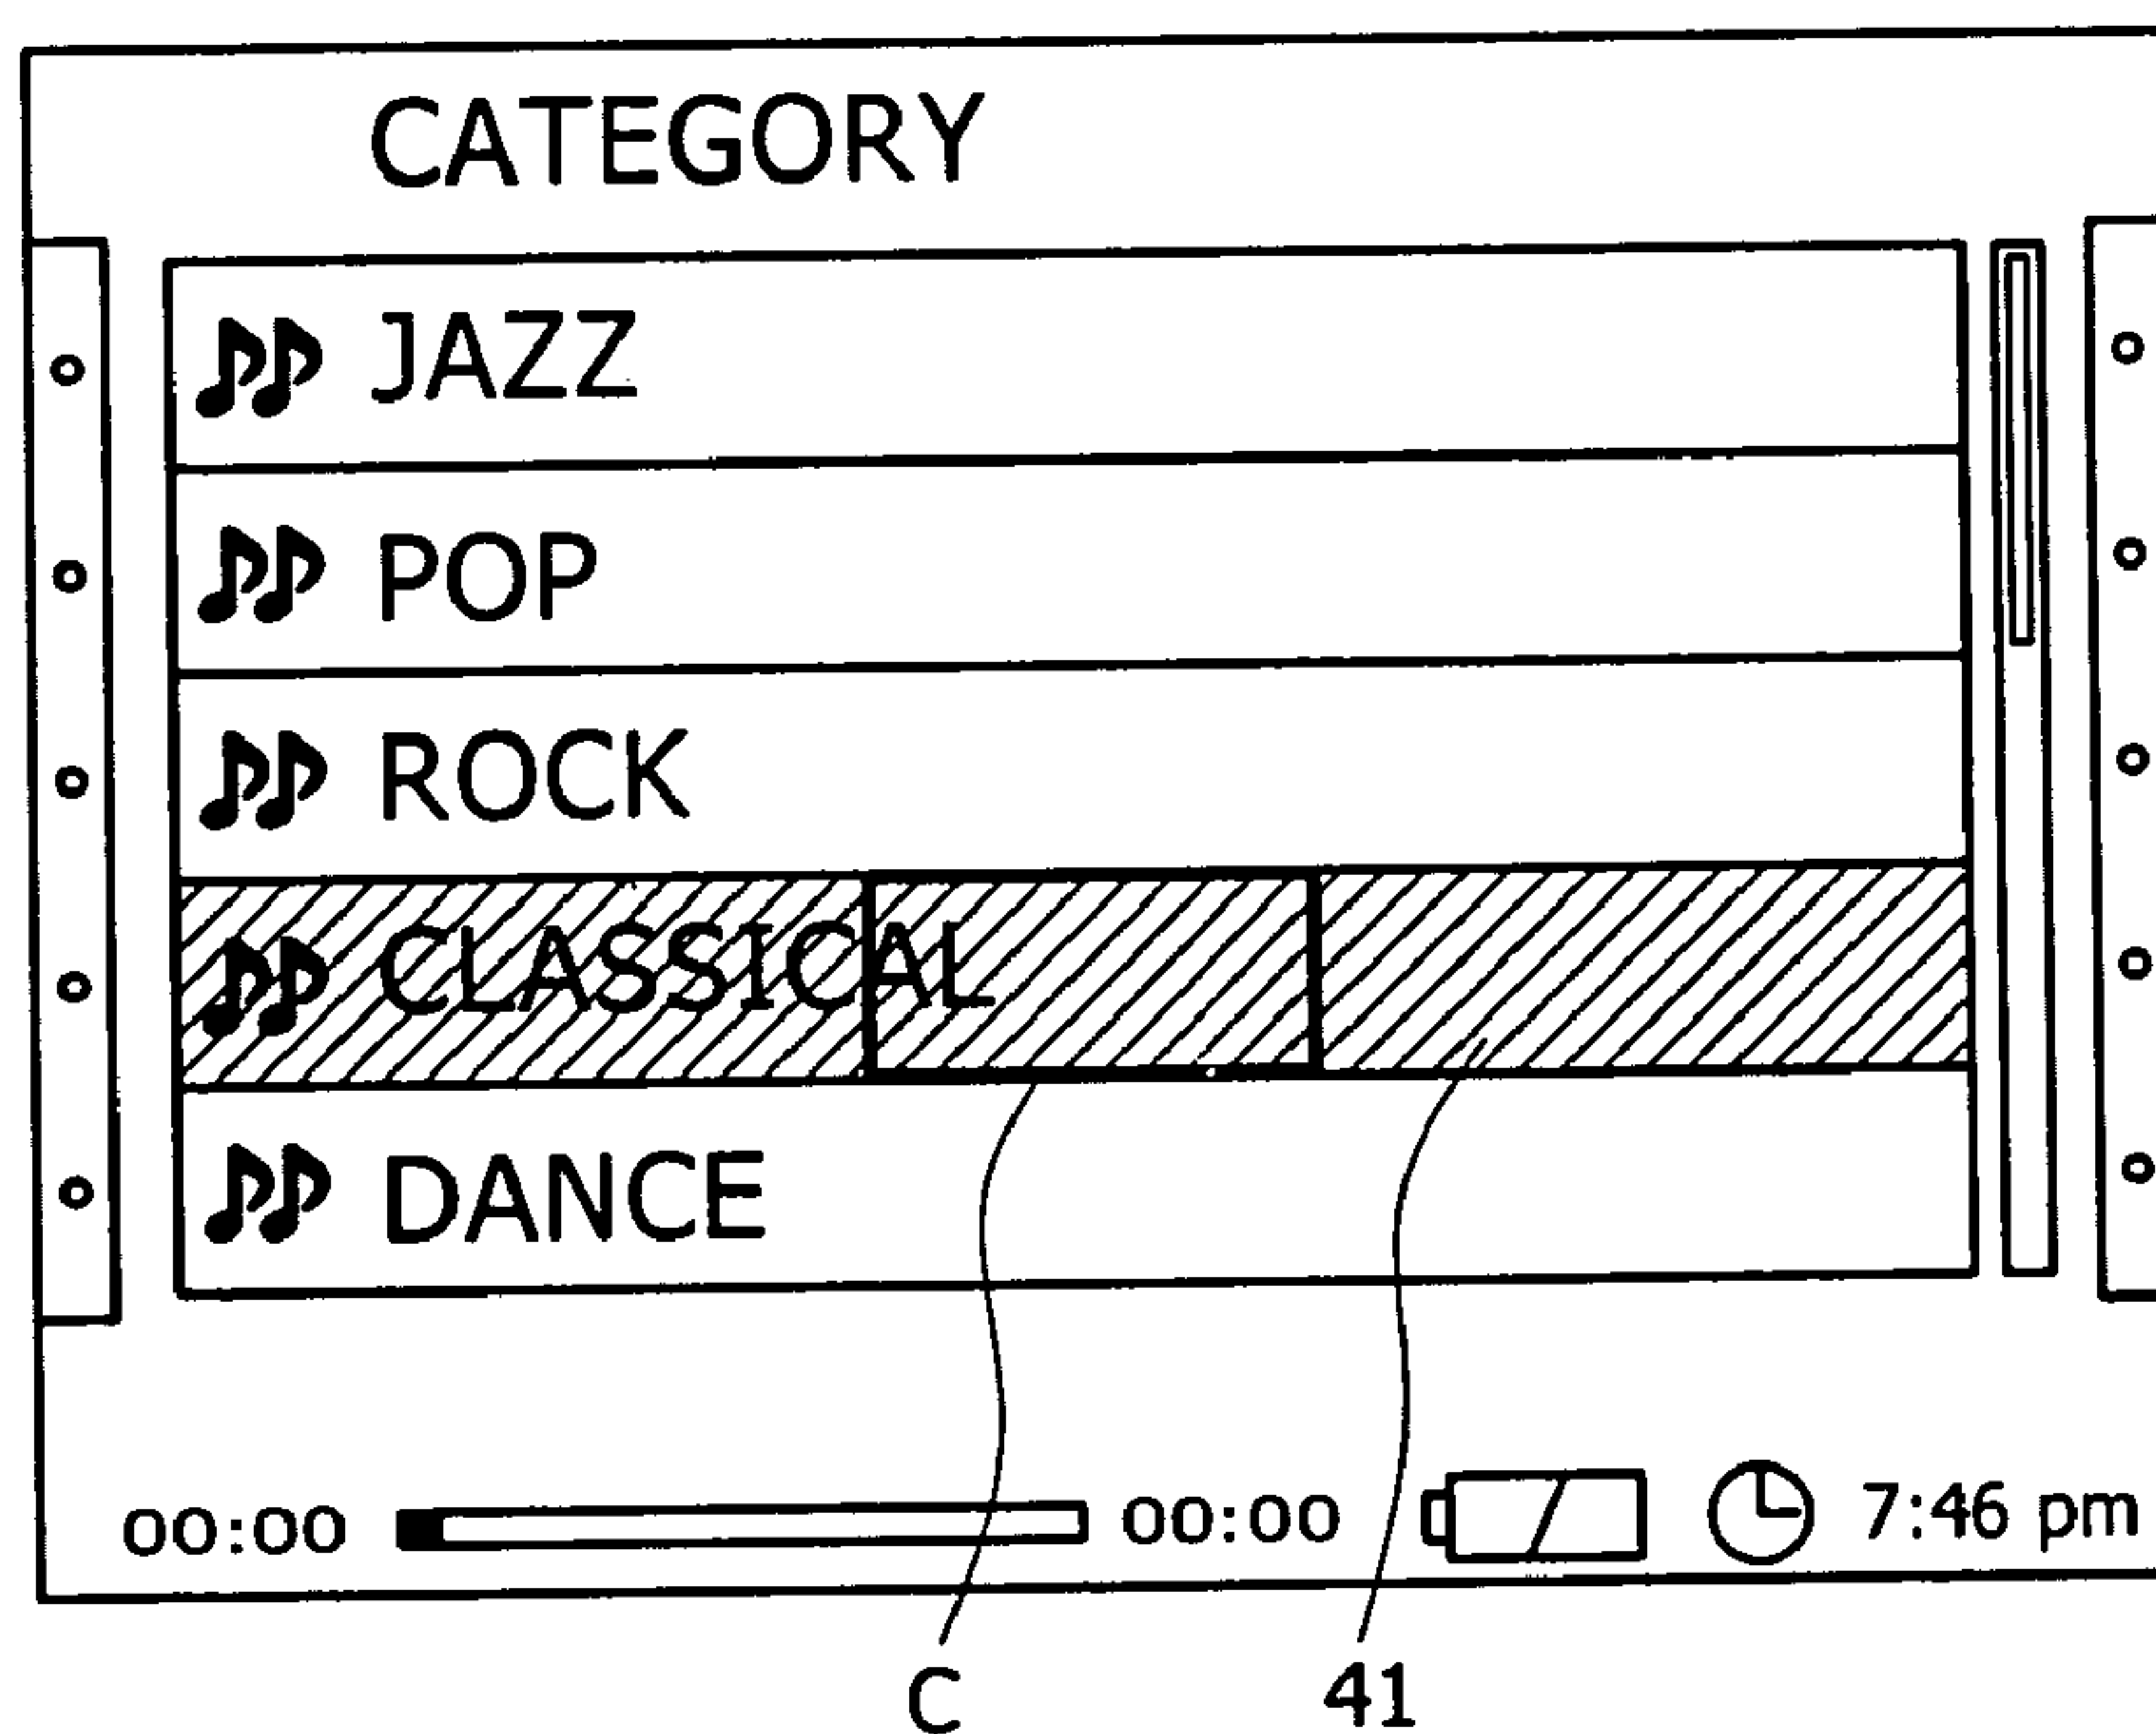 CATEGORY
JAZZ
POP
ROCK
CLASSICAL
DANCE
00:00 00:00 7:46 pm
C 41